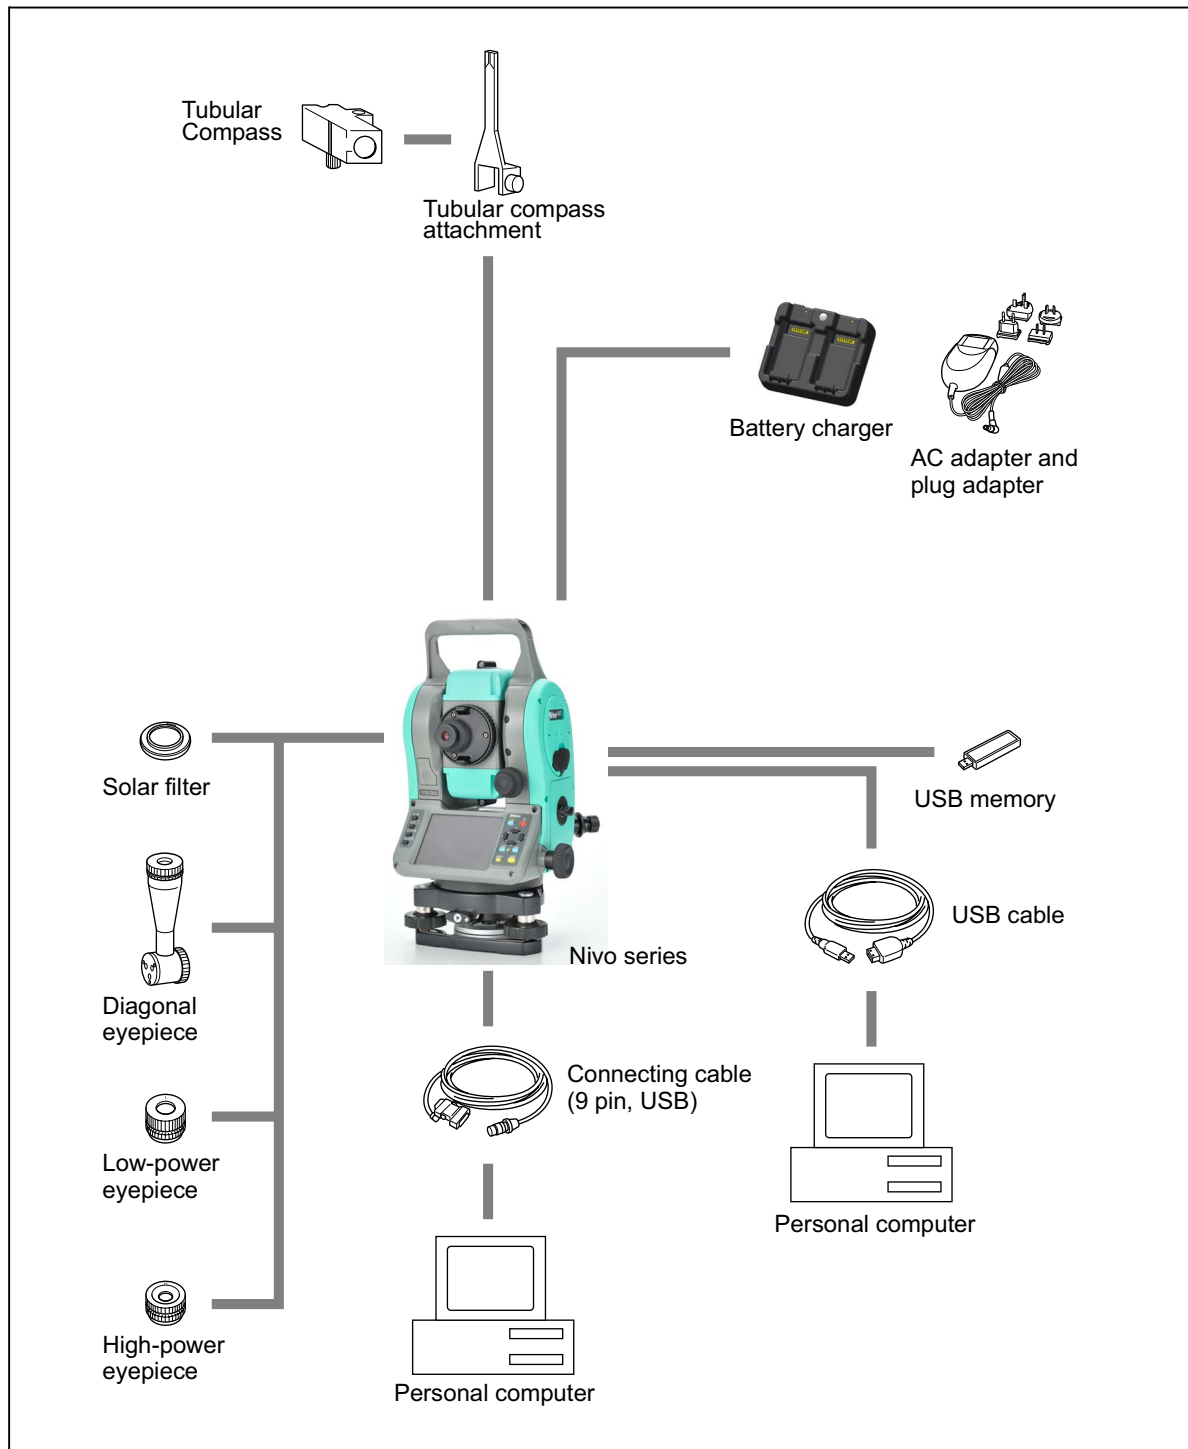 Tubular
Compass
Tubular compass
attachment
Battery charger
AC adapter and
plug adapter
Solar filter
USB memory
USB cable
Nivo series
Diagonal
eyepiece
Connecting cable
(9 pin, USB)
Low-power
eyepiece
Personal computer
High-power
eyepiece
Personal computer